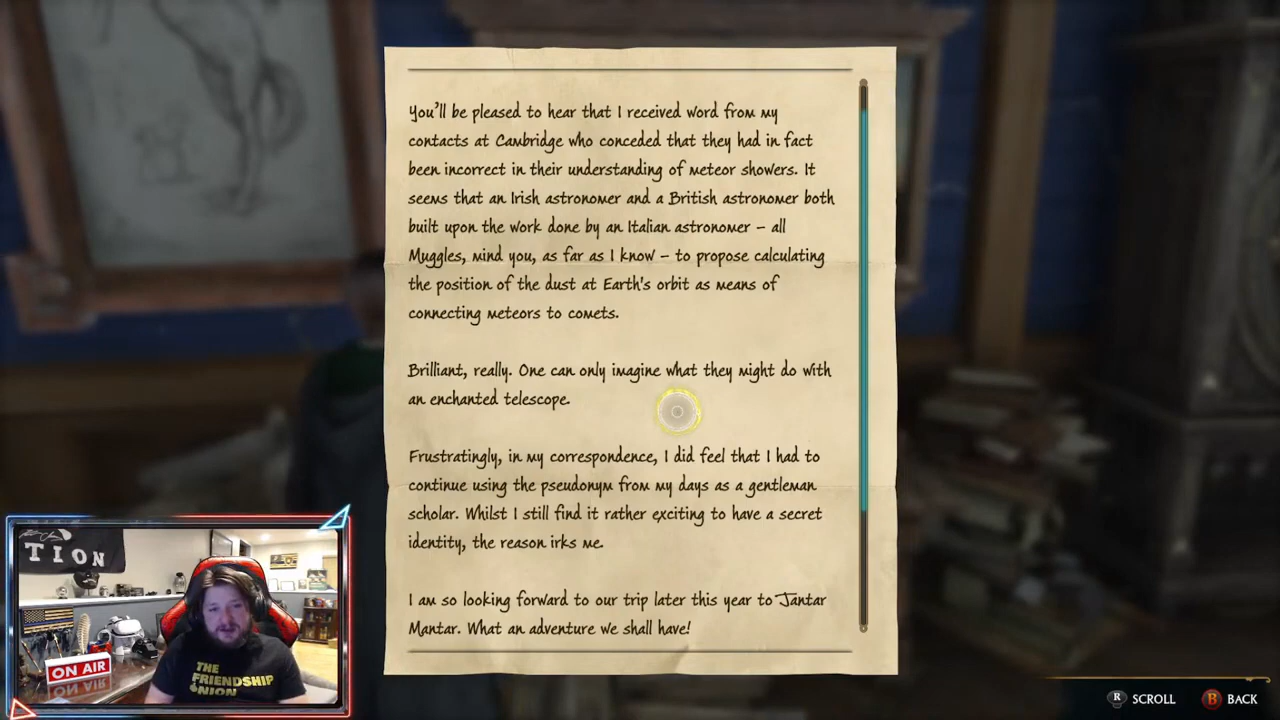 You'll be pleased to hear that I received word from my
contacts at Cambridge who conceded that they had in fact
been incorrect in their understanding of meteor showers. It
seems that an Irish astronomer and a British astronomer both
built upon the work done by an Italian astronomer – all
Muggles, mind you, as far as I know – to propose calculating
the position of the dust at Earth's orbit as means of
connecting meteors to comets.
Brilliant, really. One can only imagine what they might do with
an enchanted telescope.
Frustratingly, in my correspondence, I did feel that I had to
continue using the pseudonym from my days as a gentleman
scholar. Whilst I still find it rather exciting to have a secret
identity, the reason irks me.
I am so looking forward to our trip later this year to Jantar
Mantar. What an adventure we shall have!
TION
ON AIR
THE
FRIENDSHIP
ONION
R SCROLL
B BACK